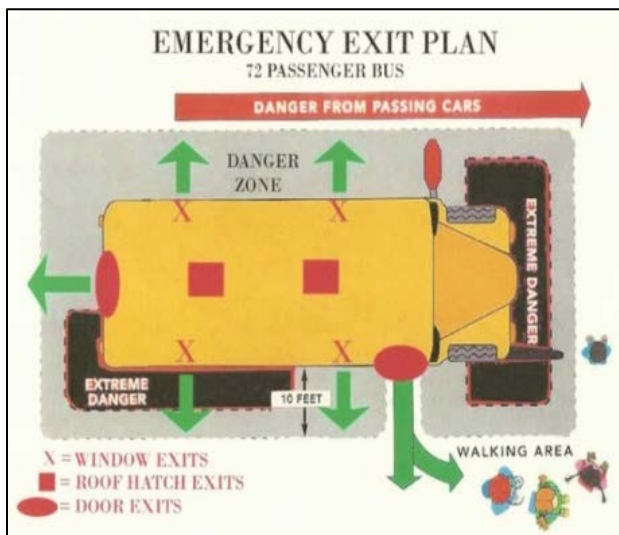 EMERGENCY EXIT PLAN
72 PASSENGER BUS
DANGER FROM PASSING CARS
DANGER
ZONE
X
X
EXTREME DANGER
X
X
EXTREME
DANGER
10 FEET
WALKING AREA
X = WINDOW EXITS
= ROOF HATCH EXITS
= DOOR EXITS